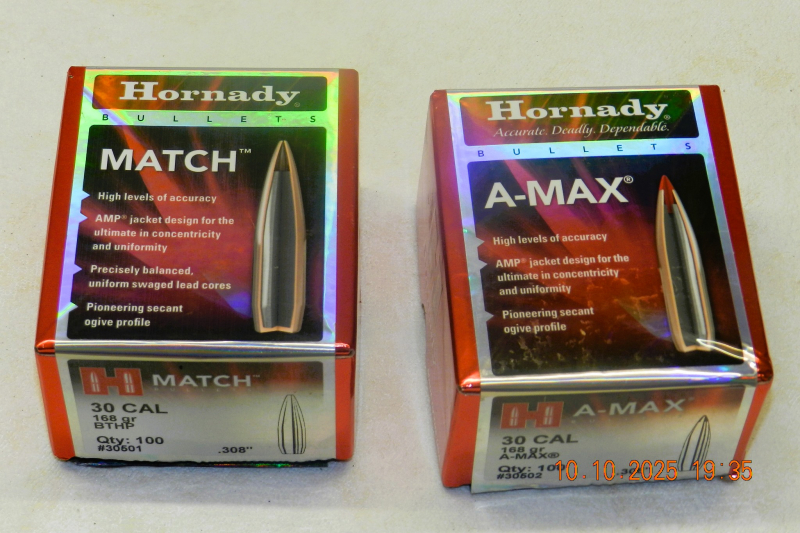 Hornady®
BULLETS
MATCH™
High levels of accuracy
AMP® jacket design for the
ultimate in concentricity
and uniformity
Precisely balanced,
uniform swaged lead cores
Pioneering secant
ogive profile
H MATCH™
30 CAL
168 gr
BTHP
Qty: 100
#30501
.308"
Hornady®
Accurate. Deadly. Dependable.
BULLETS
A-MAX®
High levels of accuracy
AMP® jacket design for the
ultimate in concentricity
and uniformity
Pioneering secant
ogive profile
H A-MAX®
30 CAL
168 gr
A-MAX®
Qty:
#30502
10.10.2025 19:35